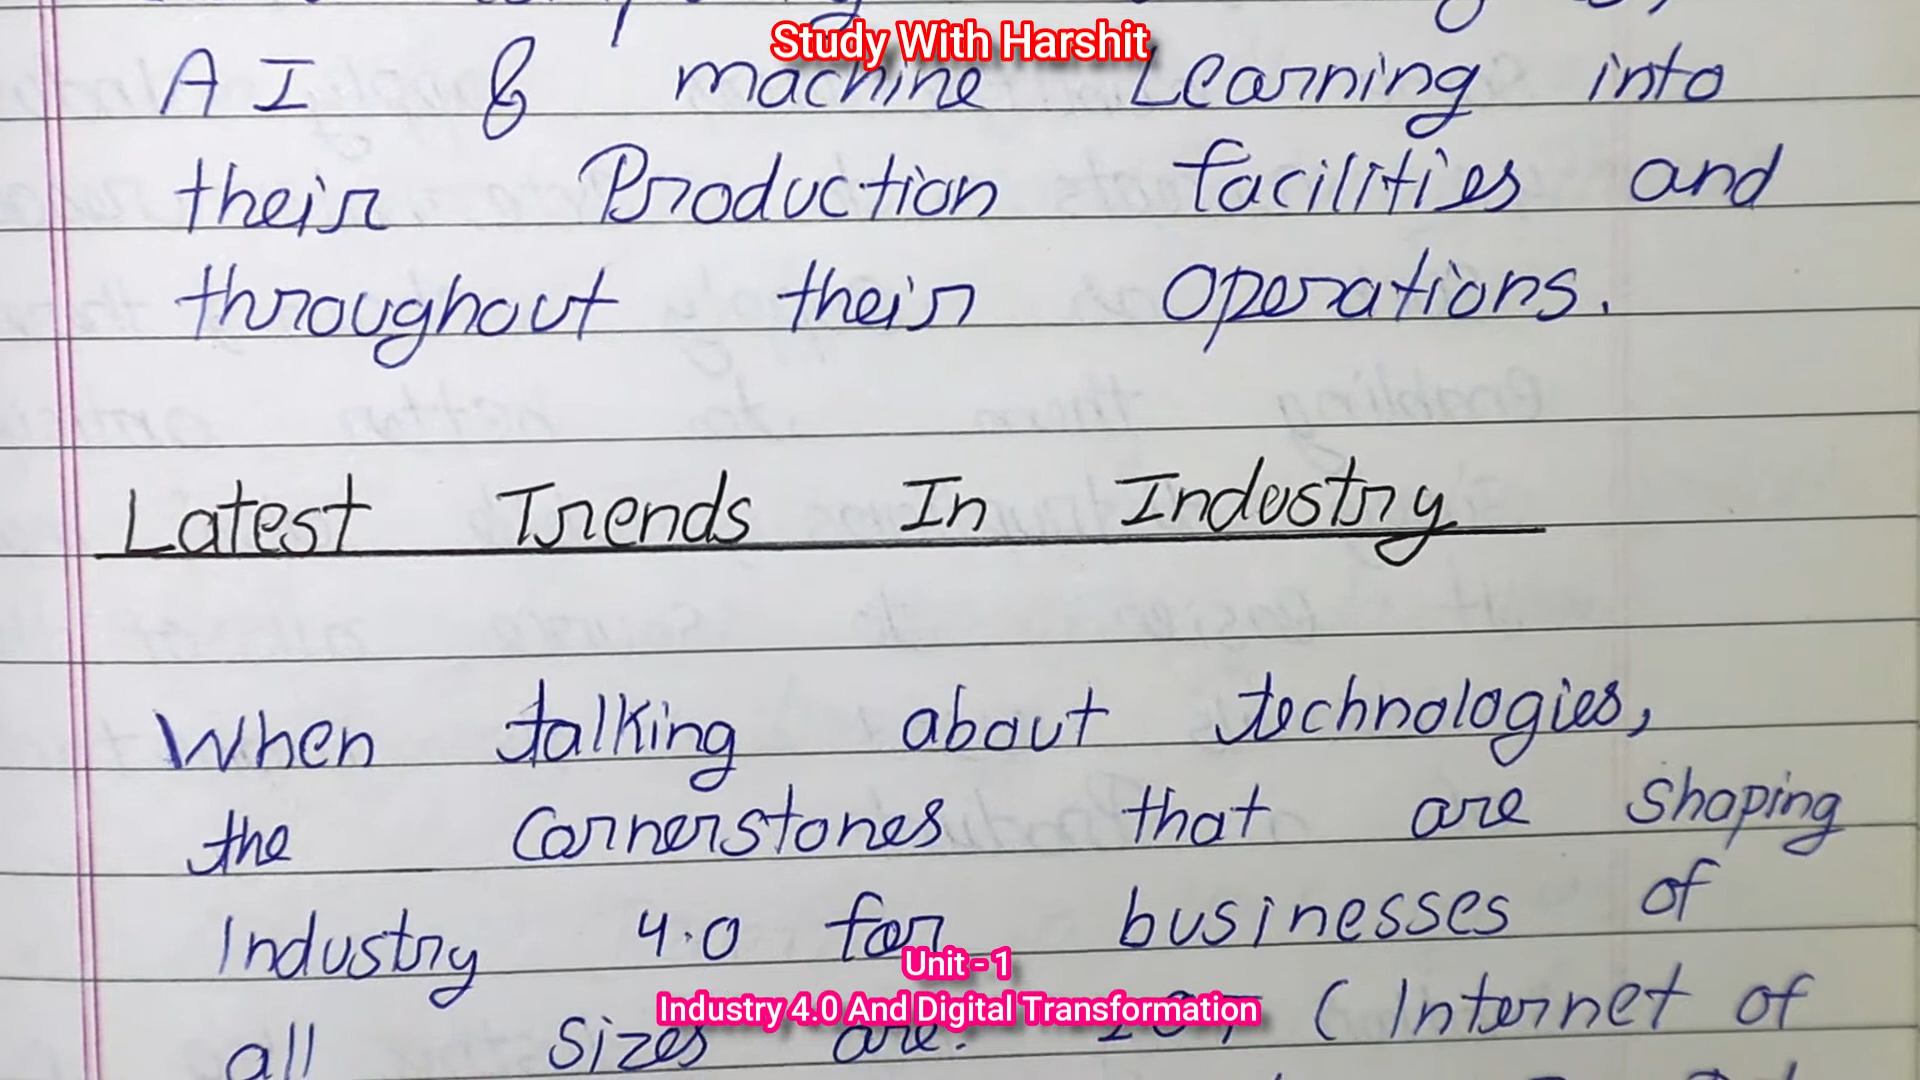 Study With Harshit
AI & machine Learning into
their Production facilities and
throughout their Operations.
Latest Trends In Industry
When talking about technologies,
the Cornerstones that are Shaping
Industry 4.0 for businesses of
all Sizes are: IOT (Internet of
Unit - 1
Industry 4.0 And Digital Transformation